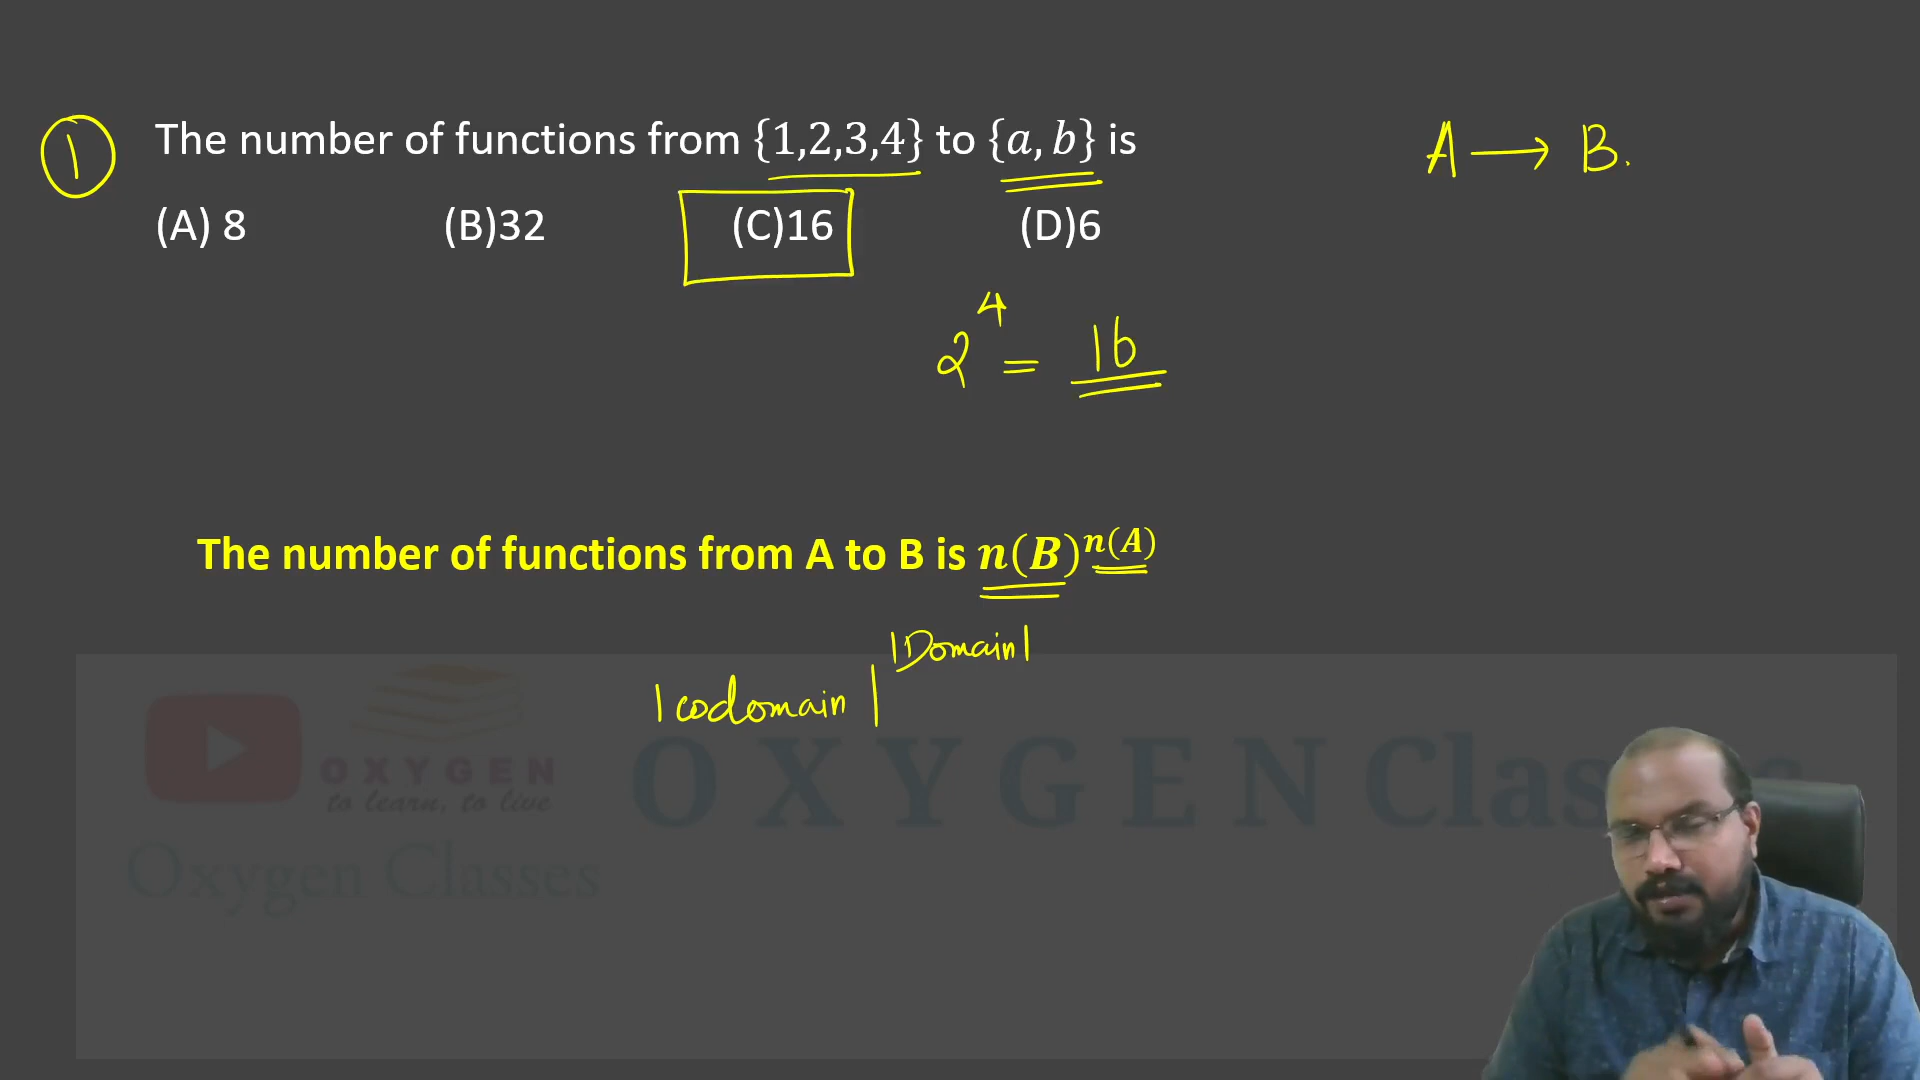 1 The number of functions from {1,2,3,4} to {a, b} is
A → B.
(A) 8 (B)32 (C)16 (D)6
2^4 = 16
The number of functions from A to B is n(B)^n(A)
|codomain|^|Domain|
OXYGEN
to learn, to live
OXYGEN Clas
Oxygen Classes